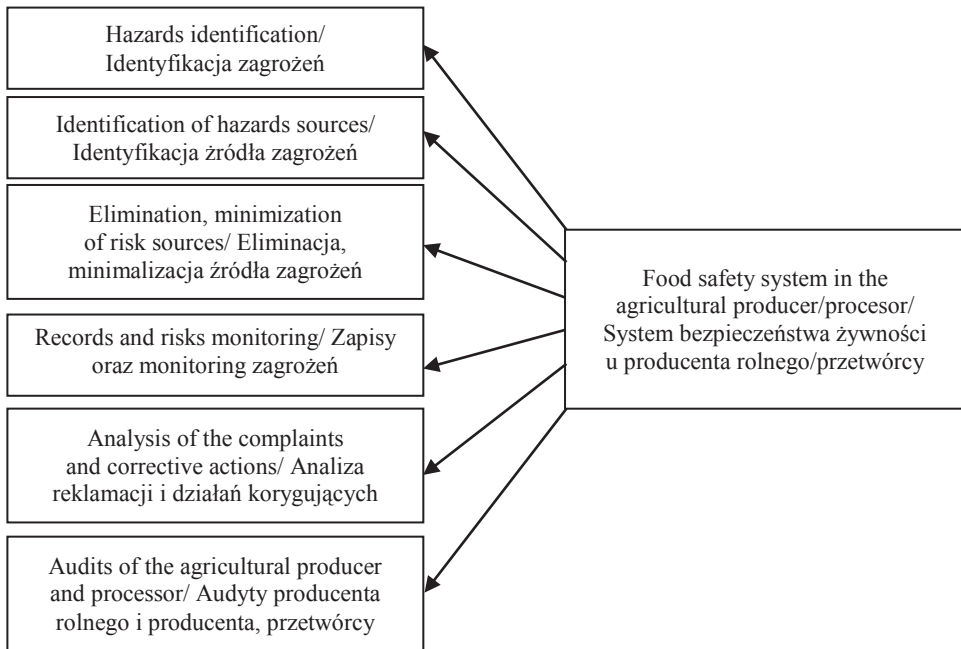 Hazards identification/
Identyfikacja zagrożeń
Identification of hazards sources/
Identyfikacja żródła zagrożeń
Elimination, minimization
of risk sources/ Eliminacja,
minimalizacja źródła zagrożeń
Records and risks monitoring/ Zapisy
oraz monitoring zagrożeń
Analysis of the complaints
and corrective actions/ Analiza
reklamacji i działań korygujących
Audits of the agricultural producer
and processor/ Audyty producenta
rolnego i producenta, przetwórcy
Food safety system in the
agricultural producer/procesor/
System bezpieczeństwa żywności
u producenta rolnego/przetwórcy